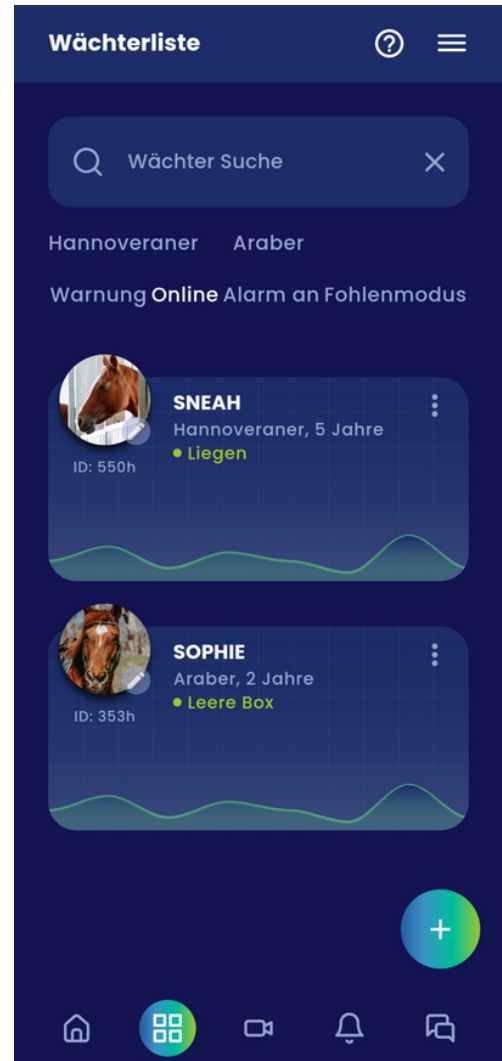 Wächterliste
Wächter Suche
Hannoveraner Araber
Warnung Online Alarm an Fohlenmodus
SNEAH
Hannoveraner, 5 Jahre
Liegen
ID: 550h
SOPHIE
Araber, 2 Jahre
Leere Box
ID: 353h